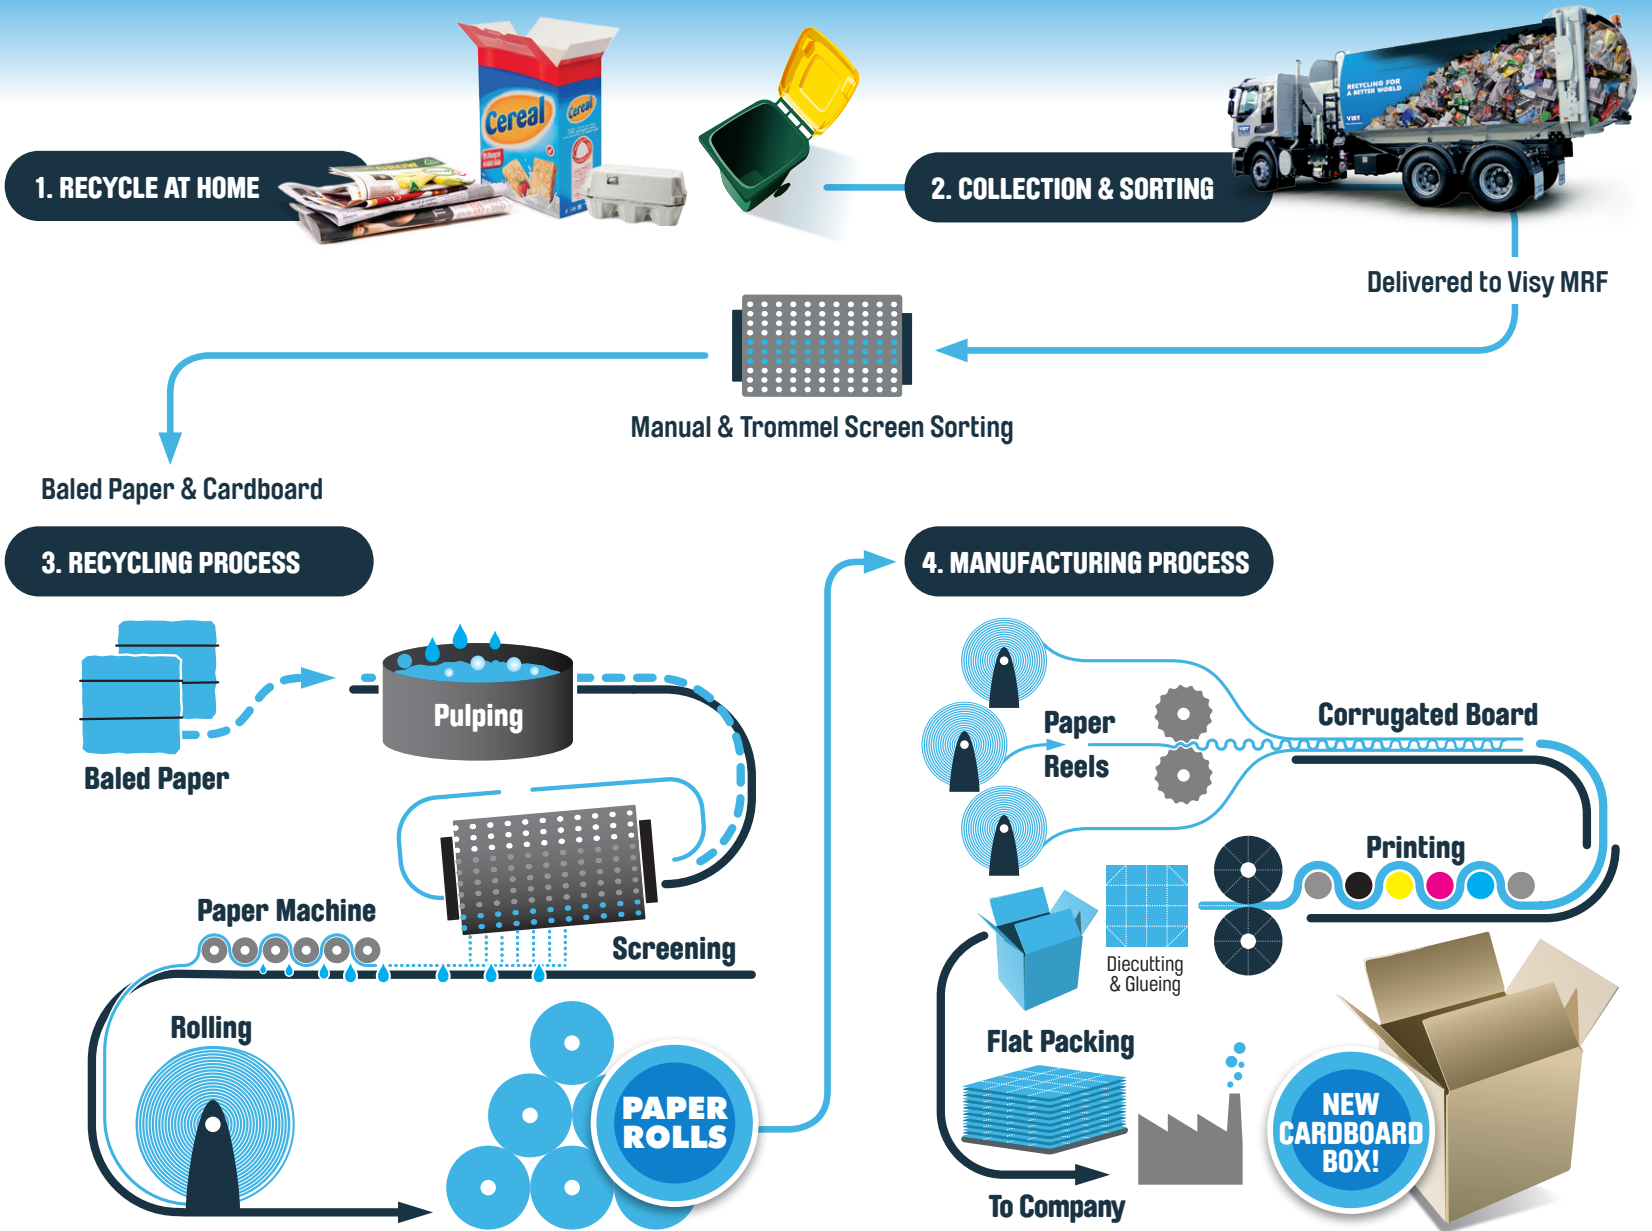 1. RECYCLE AT HOME
Cereal
Cereal
2. COLLECTION & SORTING
RECYCLING FOR
A BETTER WORLD
VISY
VISY
Delivered to Visy MRF
Manual & Trommel Screen Sorting
Baled Paper & Cardboard
3. RECYCLING PROCESS
Baled Paper
Pulping
Screening
Paper Machine
Rolling
PAPER
ROLLS
4. MANUFACTURING PROCESS
Paper
Reels
Corrugated Board
Printing
Diecutting
& Glueing
Flat Packing
To Company
NEW
CARDBOARD
BOX!